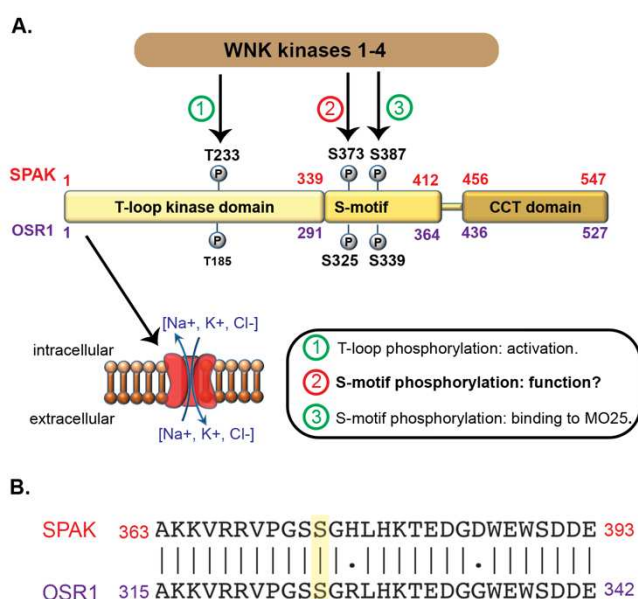 A.
WNK kinases 1-4
1 2 3
T233 S373 S387
P P P
SPAK 1 339 412 456 547
T-loop kinase domain S-motif CCT domain
OSR1 1 291 364 436 527
P P P
T185 S325 S339
[Na+, K+, Cl-]
intracellular
extracellular
[Na+, K+, Cl-]
1 T-loop phosphorylation: activation.
2 S-motif phosphorylation: function?
3 S-motif phosphorylation: binding to MO25.
B.
SPAK 363 AKKVRRVPGSSGHLHKTEDGDWEWSDDE 393
OSR1 315 AKKVRRVPGSSGRLHKTEDGGWEWSDDE 342